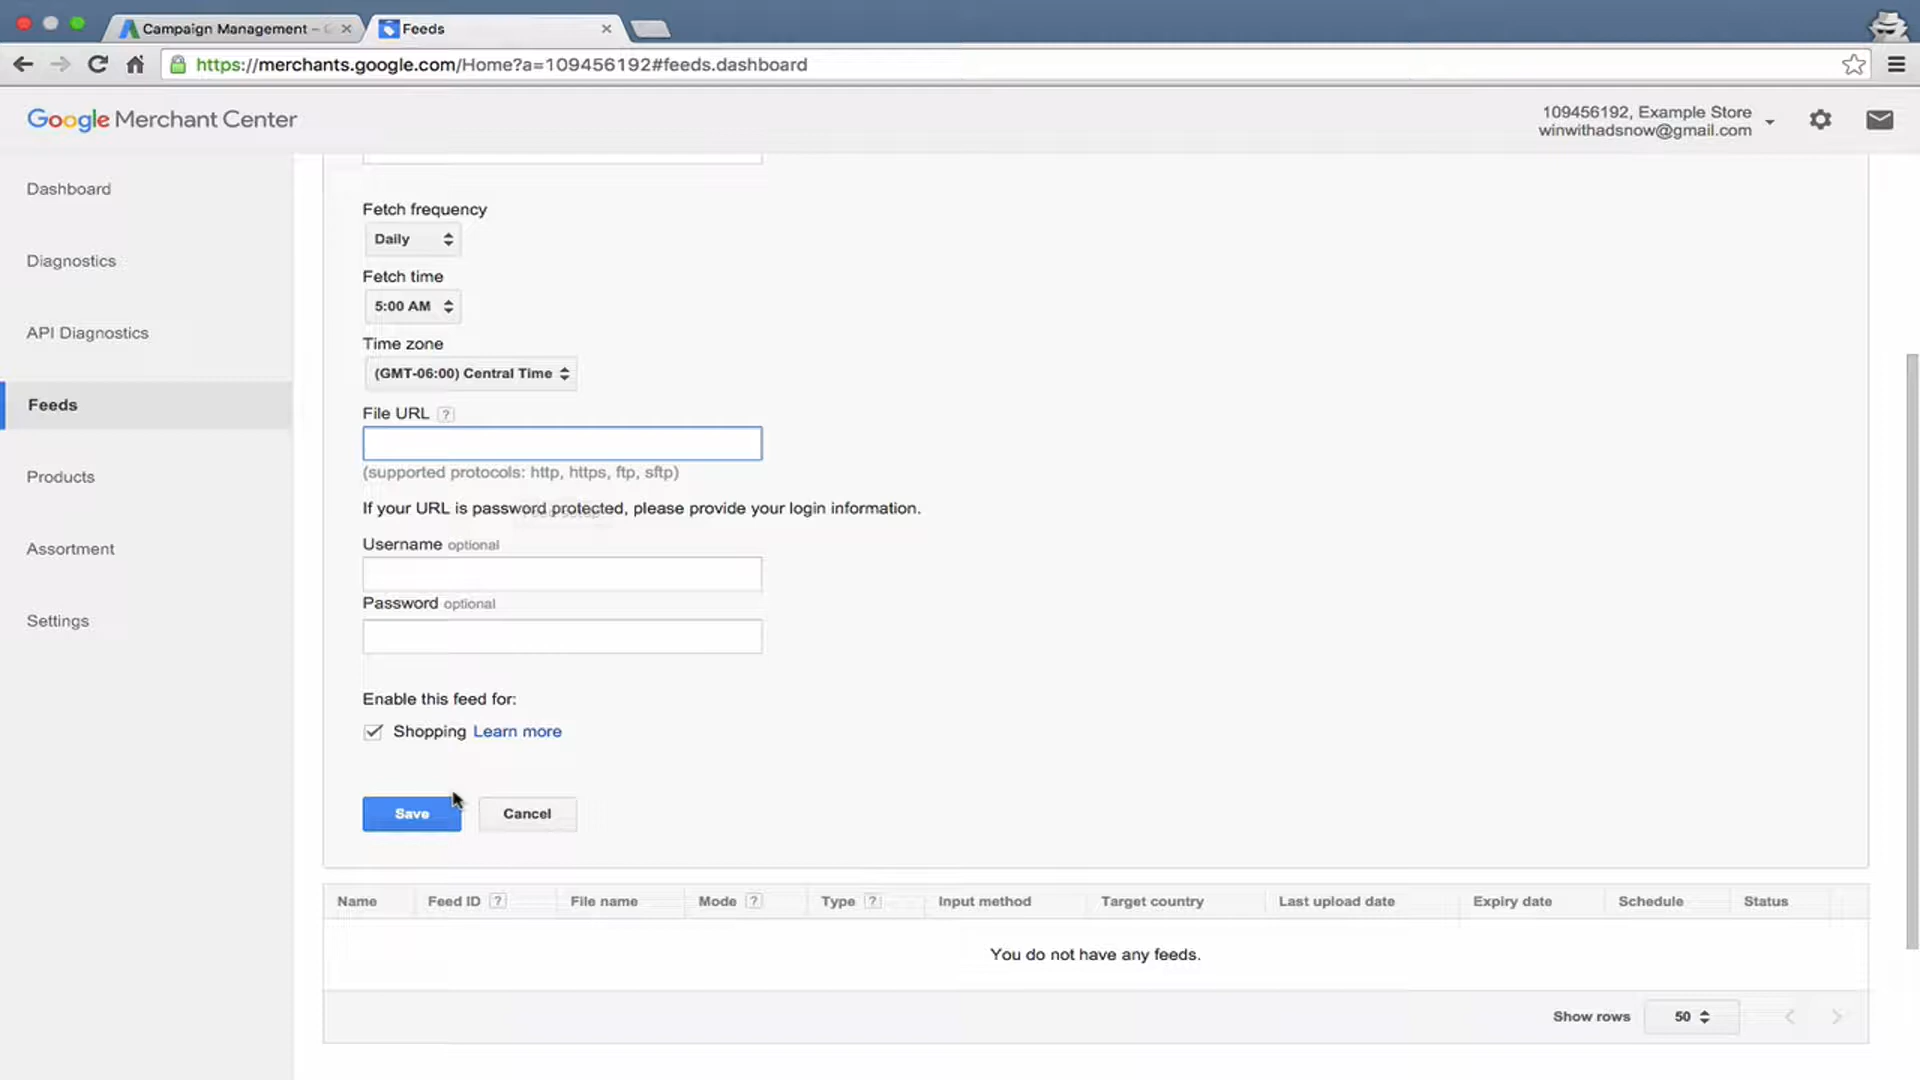 Campaign Management –
Feeds
https://merchants.google.com/Home?a=109456192#feeds.dashboard
Google Merchant Center
109456192, Example Store
winwithadsnow@gmail.com
Dashboard
Diagnostics
API Diagnostics
Feeds
Products
Assortment
Settings
Fetch frequency
Daily
Fetch time
5:00 AM
Time zone
(GMT-06:00) Central Time
File URL ?
(supported protocols: http, https, ftp, sftp)
If your URL is password protected, please provide your login information.
Username optional
Password optional
Enable this feed for:
Shopping Learn more
Save Cancel
Name Feed ID ? File name Mode ? Type ? Input method Target country Last upload date Expiry date Schedule Status
You do not have any feeds.
Show rows 50